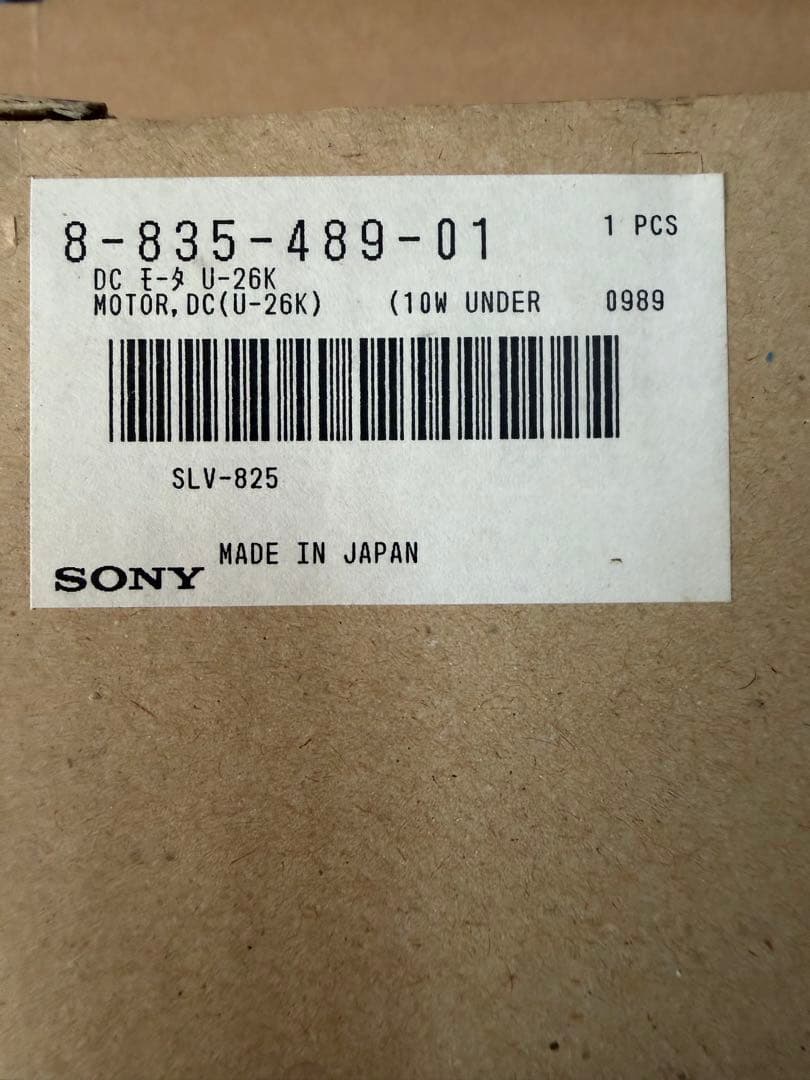 8-835-489-01 1 PCS
DC モータ U-26K
MOTOR,DC(U-26K) (10W UNDER 0989
SLV-825
MADE IN JAPAN
SONY